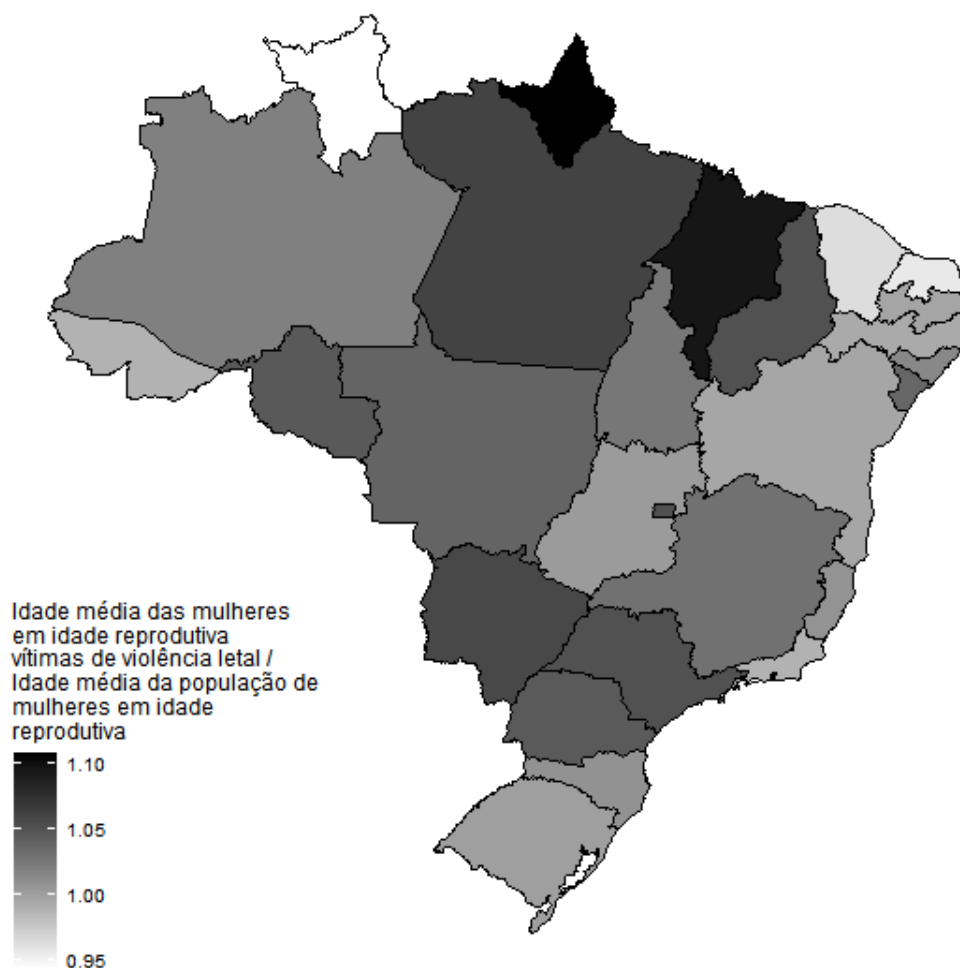 Idade média das mulheres
em idade reprodutiva
vítimas de violência letal /
Idade média da população de
mulheres em idade
reprodutiva
1.10
1.05
1.00
0.95